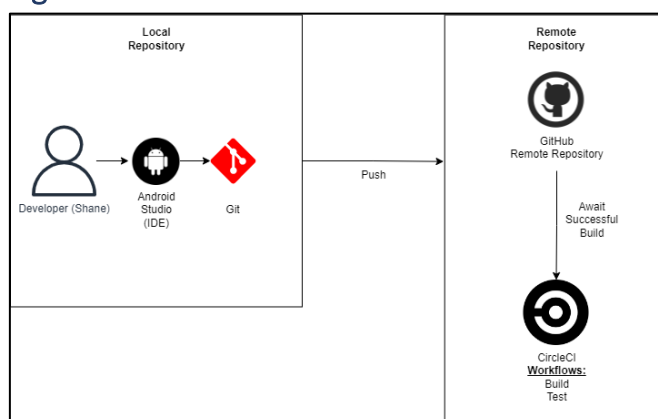 Local
Repository
Developer (Shane)
Android
Studio
(IDE)
Git
Push
Remote
Repository
GitHub
Remote Repository
Await
Successful
Build
CircleCI
Workflows:
Build
Test